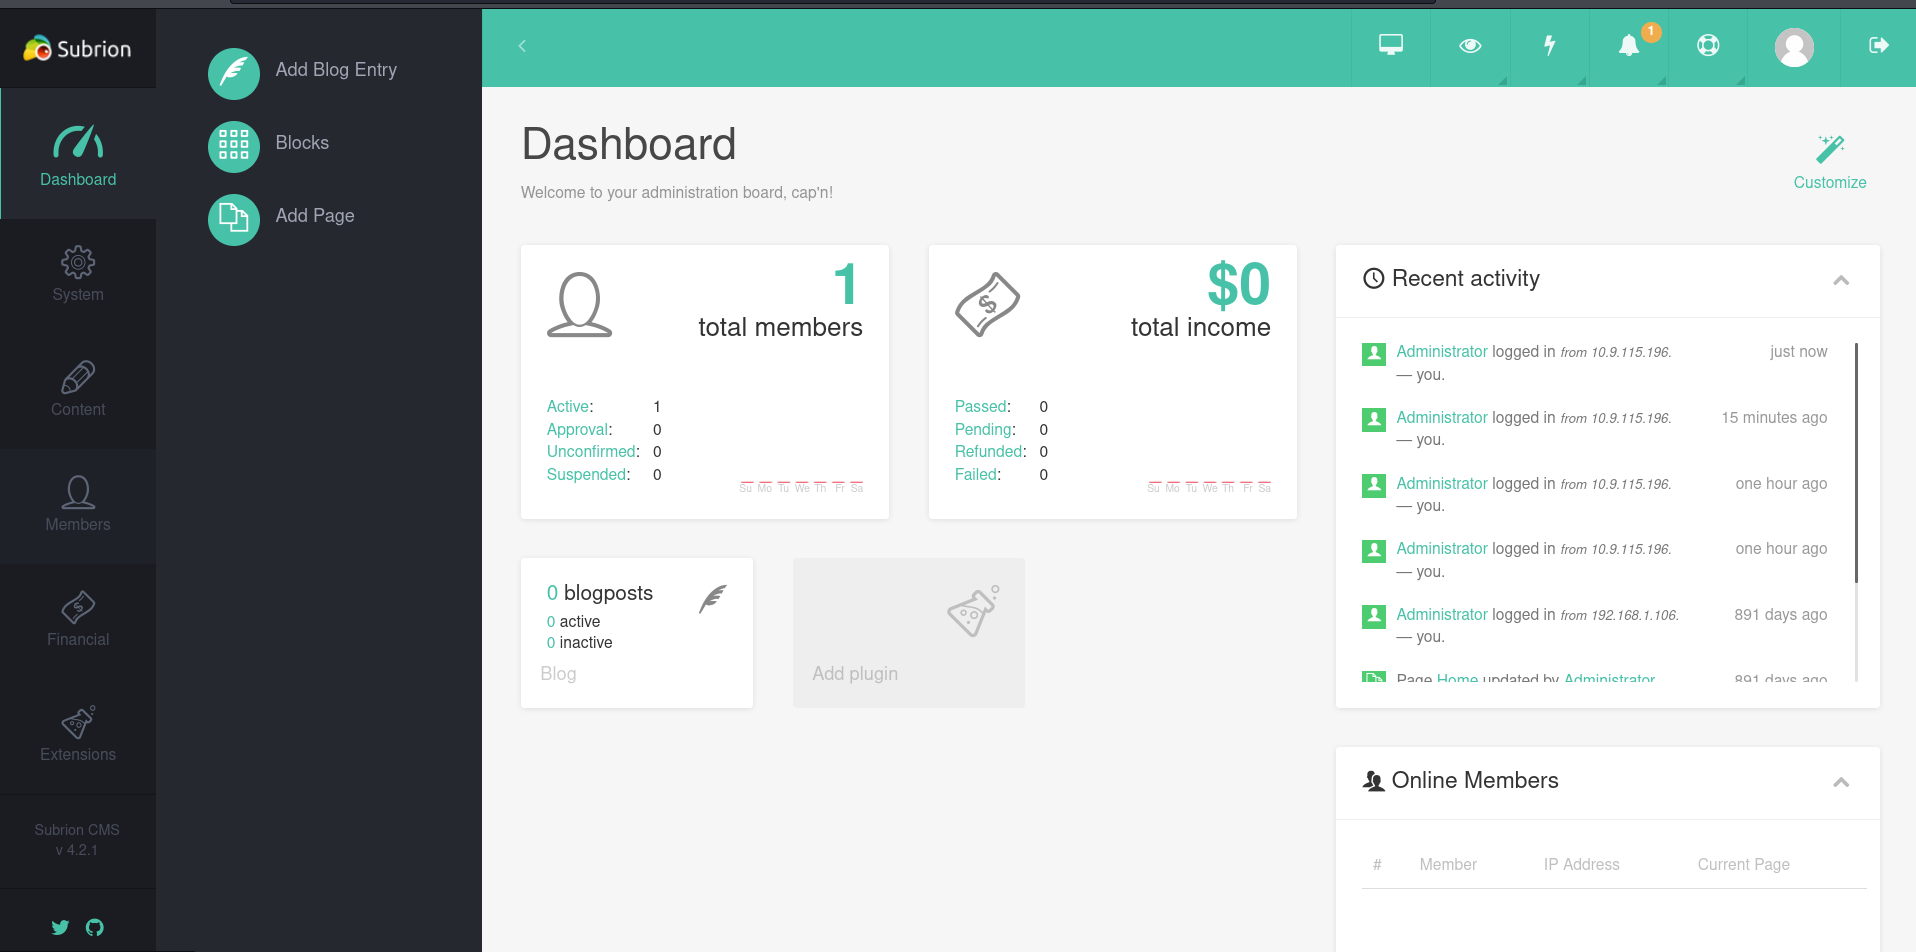 Subrion
Dashboard
System
Content
Members
Financial
Extensions
Subrion CMS
v 4.2.1
Add Blog Entry
Blocks
Add Page
1
Dashboard
Welcome to your administration board, cap'n!
Customize
1
total members
Active: 1
Approval: 0
Unconfirmed: 0
Suspended: 0
Su Mo Tu We Th Fr Sa
$0
total income
Passed: 0
Pending: 0
Refunded: 0
Failed: 0
Su Mo Tu We Th Fr Sa
0 blogposts
0 active
0 inactive
Blog
Add plugin
Recent activity
Administrator logged in from 10.9.115.196. just now
— you.
Administrator logged in from 10.9.115.196. 15 minutes ago
— you.
Administrator logged in from 10.9.115.196. one hour ago
— you.
Administrator logged in from 10.9.115.196. one hour ago
— you.
Administrator logged in from 192.168.1.106. 891 days ago
— you.
Page Home updated by Administrator 891 days ago
Online Members
# Member IP Address Current Page